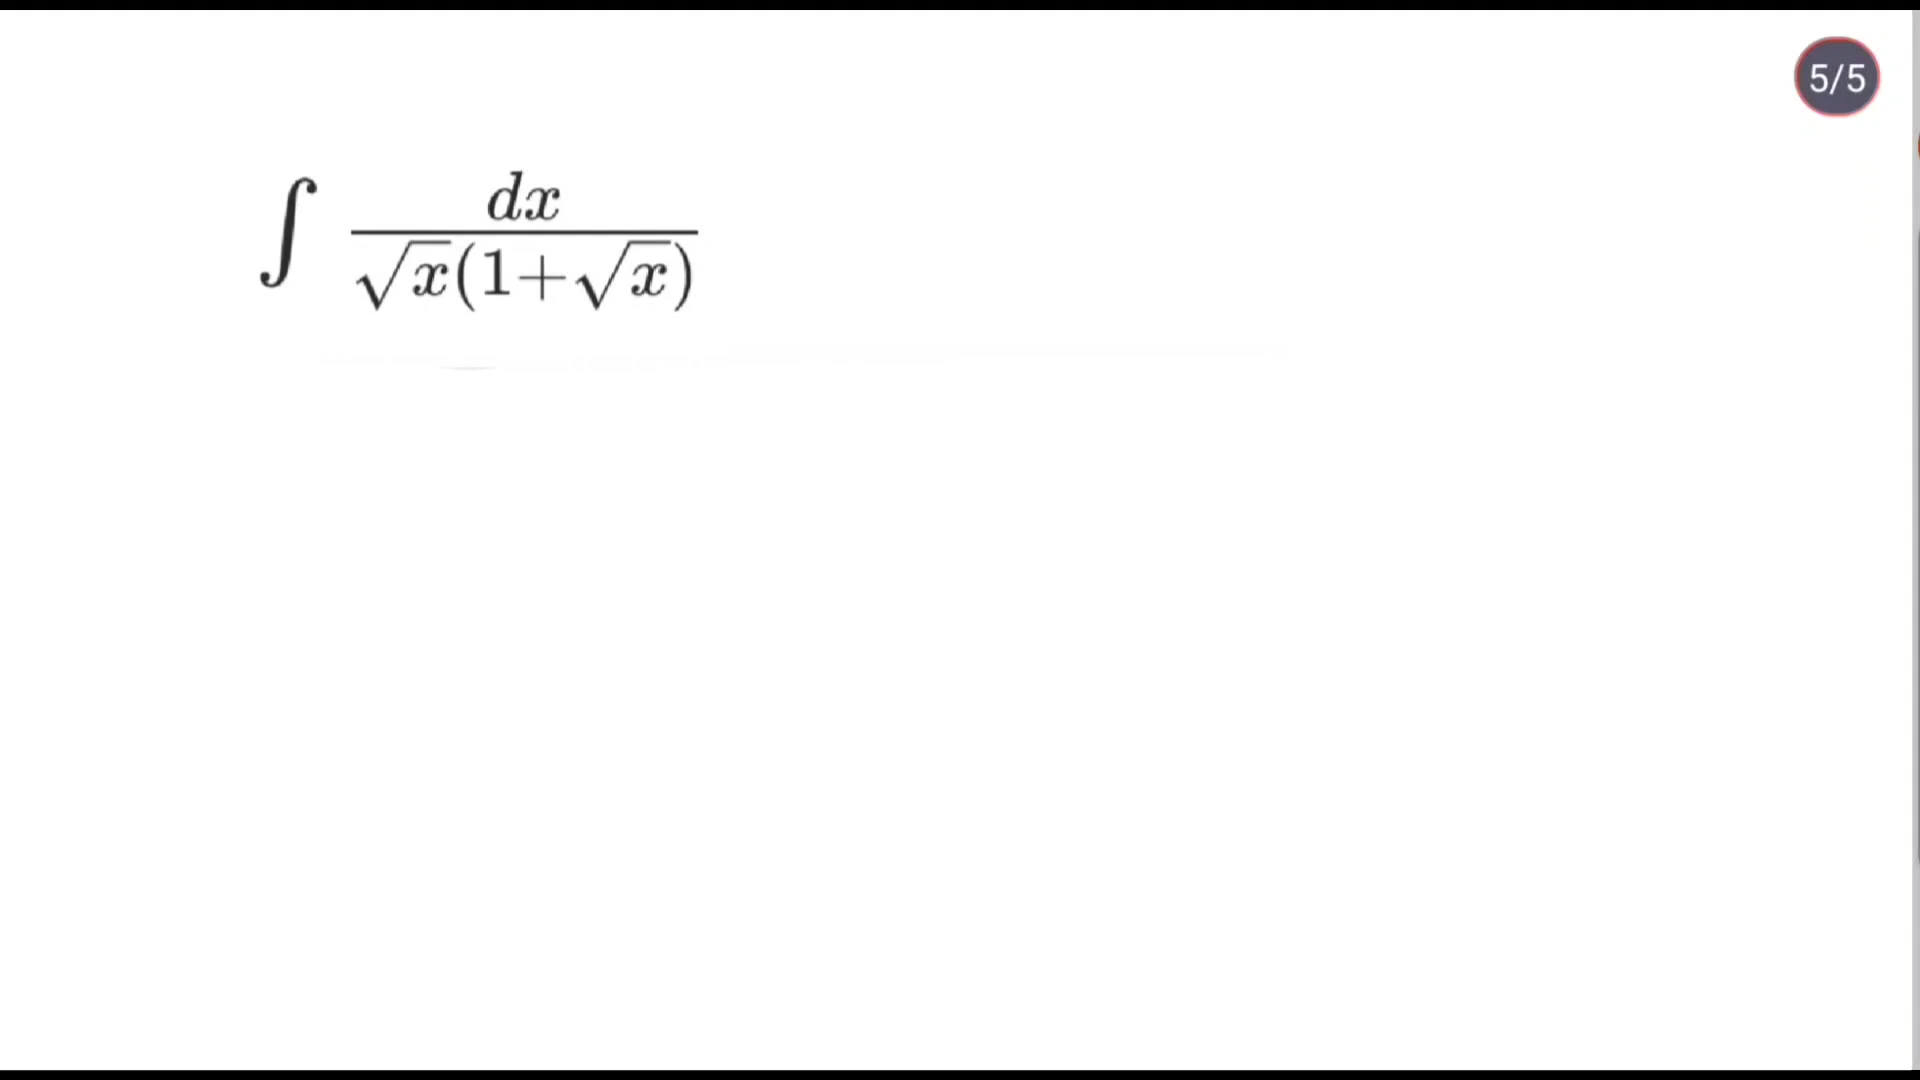 5/5
∫ dx / √x(1+√x)